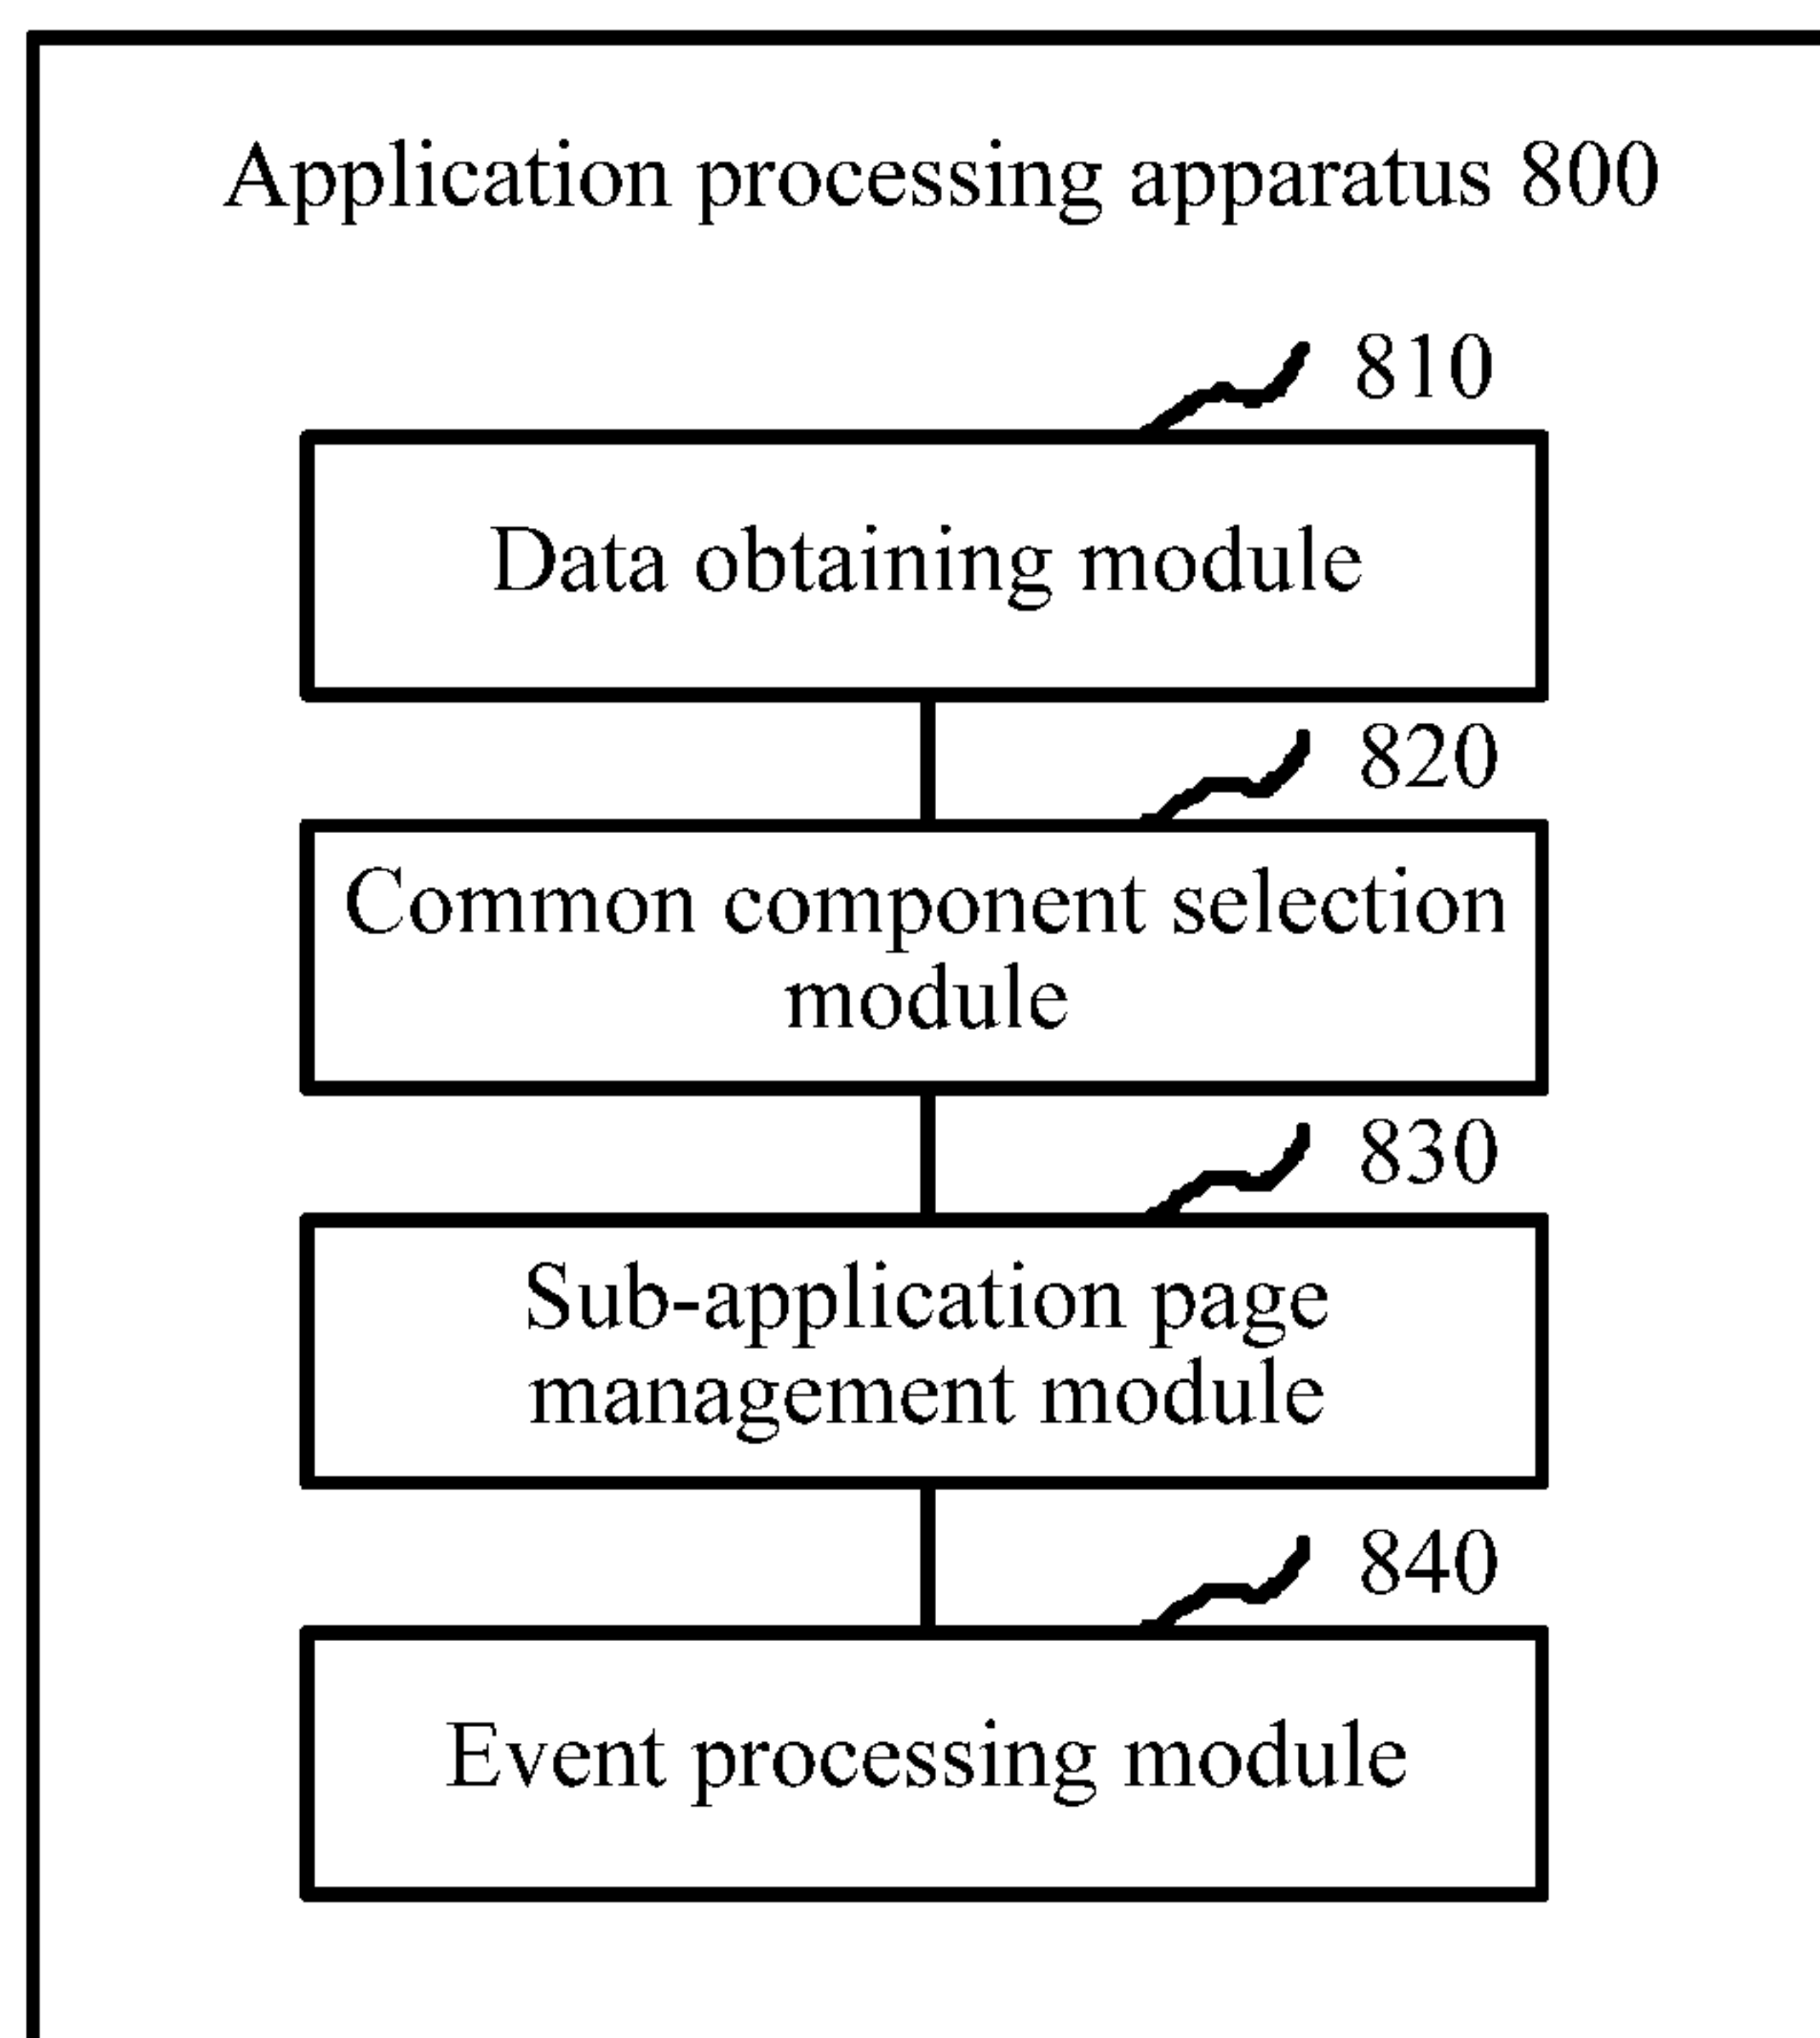 Application processing apparatus 800
810
Data obtaining module
820
Common component selection
module
830
Sub-application page
management module
840
Event processing module